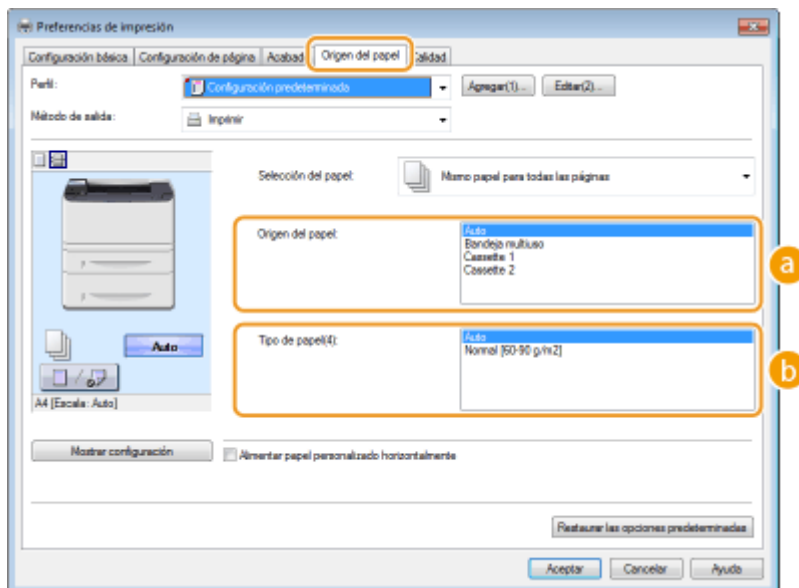 Preferencias de impresión
Configuración básica Configuración de página Acabad Origen del papel Calidad
Perfil: Configuración predeterminada Agregar(1)... Editar(2)...
Método de salida: Imprimir
Selección del papel: Mismo papel para todas las páginas
Origen del papel: Auto
Bandeja multiuso
Cassette 1
Cassette 2
a
Auto
Tipo de papel(4): Auto
Normal [60-90 g/m2]
b
A4 [Escala: Auto]
Mostrar configuración Alimentar papel personalizado horizontalmente
Restaurar las opciones predeterminadas
Aceptar Cancelar Ayuda